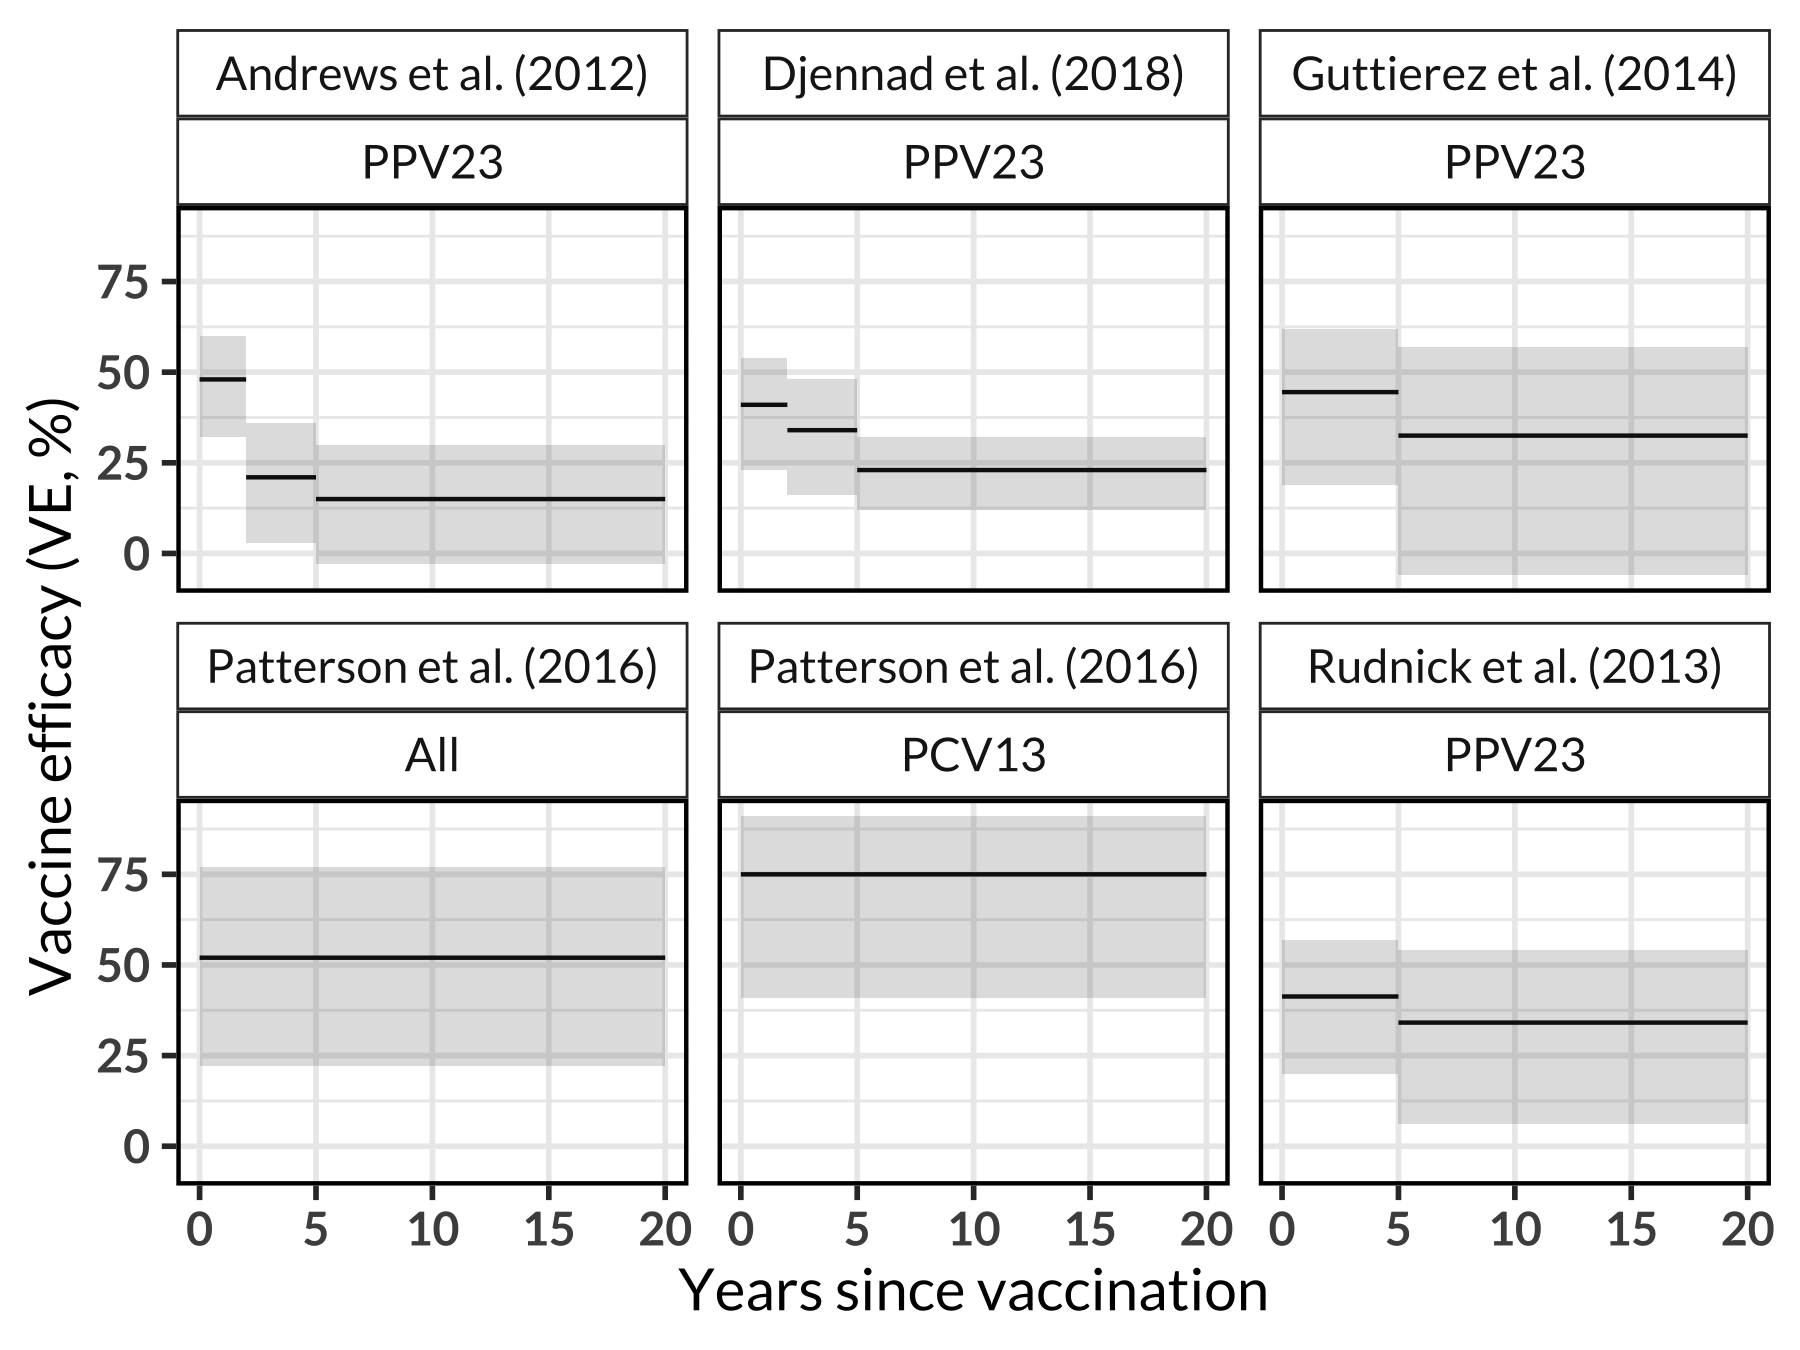 Andrews et al. (2012)
PPV23
Djennad et al. (2018)
PPV23
Guttierez et al. (2014)
PPV23
75
50
25
0
Patterson et al. (2016)
All
Patterson et al. (2016)
PCV13
Rudnick et al. (2013)
PPV23
75
50
25
0
0 5 10 15 20
0 5 10 15 20
0 5 10 15 20
Years since vaccination
Vaccine efficacy (VE, %)